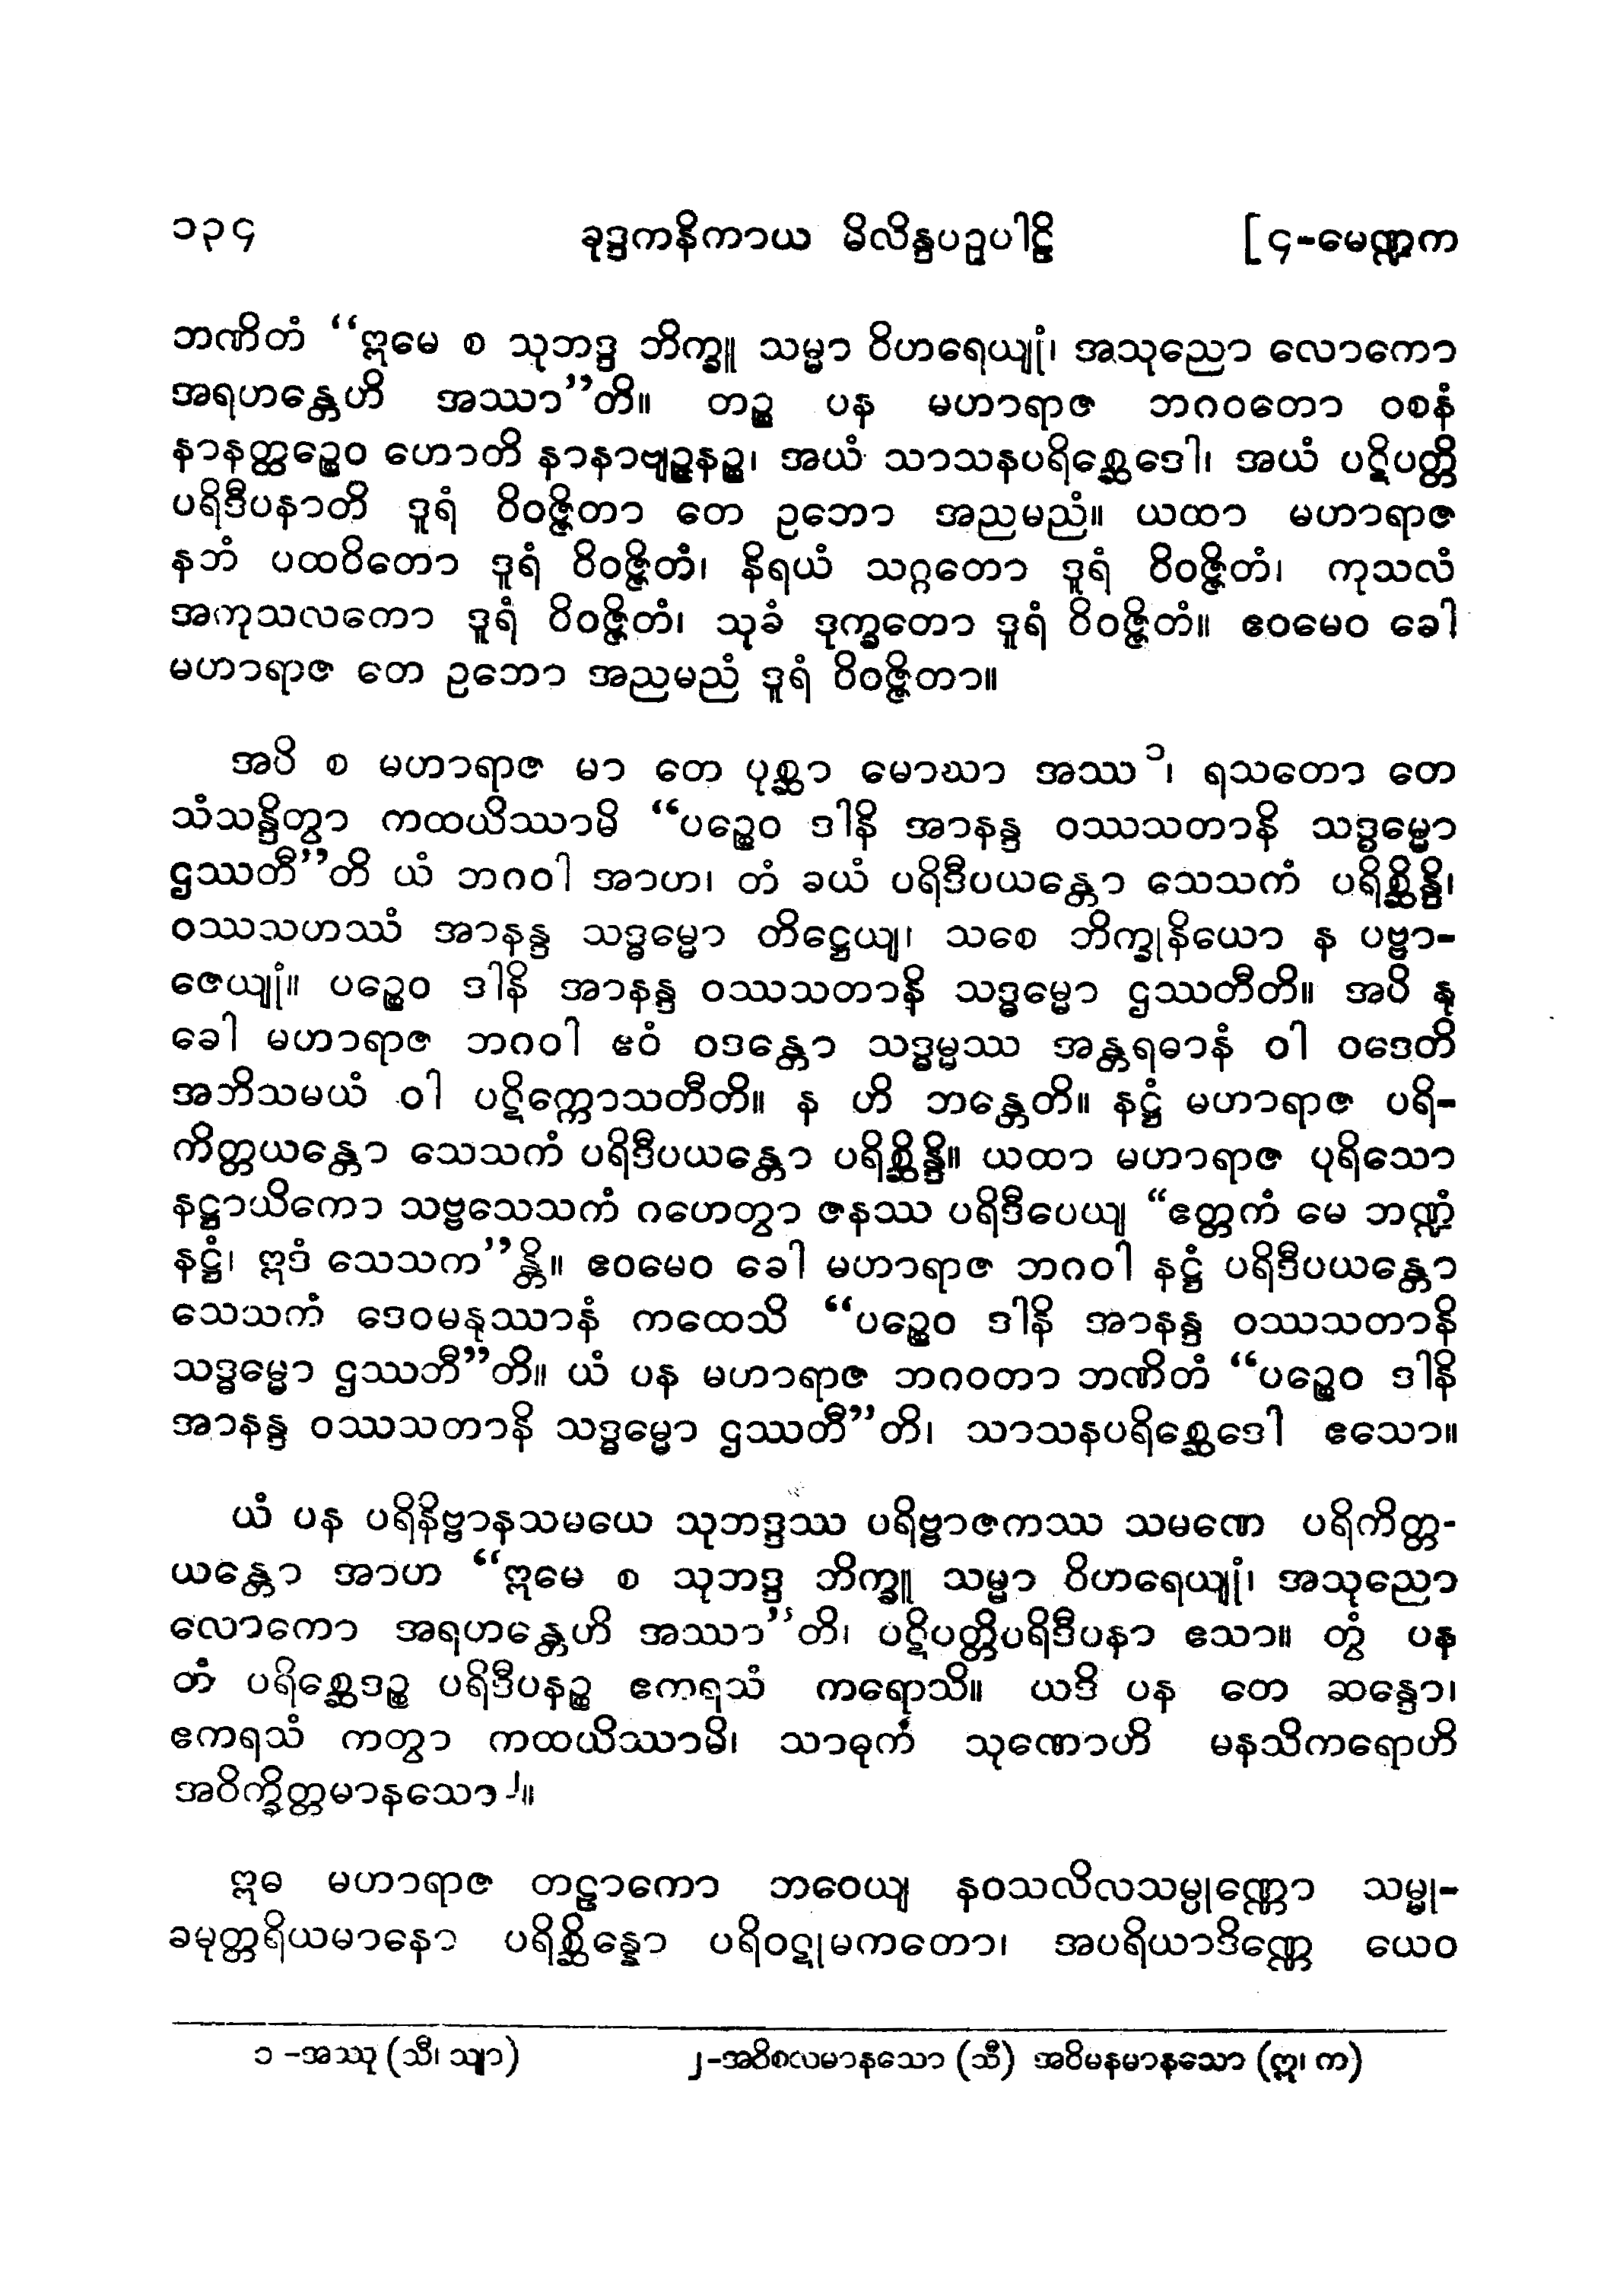 ၁၃၄ ခုဒ္ဒကနိကာယ မိလိန္ဒပဉှပါဠိ [၄-မေဏ္ဍက
ဘဏိတံ “ဣမေ စ သုဘဒ္ဒ ဘိက္ခူ သမ္မာ ဝိဟရေယျုံ၊ အသုညော လောကော
အရဟန္တေဟိ အဿာ”တိ။ တဉ္စ ပန မဟာရာဇ ဘဂဝတော ဝစနံ
နာနတ္ထဉ္စေဝ ဟောတိ နာနာဗျဉ္ဇနဉ္စ၊ အယံ သာသနပရိစ္ဆေဒေါ၊ အယံ ပဋိပတ္တိ
ပရိဒီပနာတိ ဒူရံ ဝိဝဇ္ဇိတာ တေ ဥဘော အညမညံ။ ယထာ မဟာရာဇ
နဘံ ပထဝိတော ဒူရံ ဝိဝဇ္ဇိတံ၊ နိရယံ သဂ္ဂတော ဒူရံ ဝိဝဇ္ဇိတံ၊ ကုသလံ
အကုသလကော ဒူရံ ဝိဝဇ္ဇိတံ၊ သုခံ ဒုက္ခတော ဒူရံ ဝိဝဇ္ဇိတံ။ ဧဝမေဝ ခေါ
မဟာရာဇ တေ ဥဘော အညမညံ ဒူရံ ဝိဝဇ္ဇိတာ။
အပိ စ မဟာရာဇ မာ တေ ပုစ္ဆာ မောဃာ အဿ ၁၊ ရသတော တေ
သံသန္ဒိတွာ ကထယိဿာမိ “ပဉ္စေဝ ဒါနိ အာနန္ဒ ဝဿသတာနိ သဒ္ဓမ္မော
ဌဿတီ”တိ ယံ ဘဂဝါ အာဟ၊ တံ ခယံ ပရိဒီပယန္တော သေသကံ ပရိစ္ဆိန္ဒိ၊
ဝဿသဟဿံ အာနန္ဒ သဒ္ဓမ္မော တိဋ္ဌေယျ၊ သစေ ဘိက္ခုနိယော န ပဗ္ဗာ-
ဇေယျုံ။ ပဉ္စေဝ ဒါနိ အာနန္ဒ ဝဿသတာနိ သဒ္ဓမ္မော ဌဿတီတိ။ အပိ နု
ခေါ မဟာရာဇ ဘဂဝါ ဧဝံ ဝဒန္တော သဒ္ဓမ္မဿ အန္တရဓာနံ ဝါ ဝဒေတိ
အဘိသမယံ ဝါ ပဋိက္ကောသတီတိ။ န ဟိ ဘန္တေတိ။ နဋ္ဌံ မဟာရာဇ ပရိ-
ကိတ္တယန္တော သေသကံ ပရိဒီပယန္တော ပရိစ္ဆိန္ဒိ။ ယထာ မဟာရာဇ ပုရိသော
နဋ္ဌာယိကော သဗ္ဗသေသကံ ဂဟေတွာ ဇနဿ ပရိဒီပေယျ “ဧတ္တကံ မေ ဘဏ္ဍံ
နဋ္ဌံ၊ ဣဒံ သေသက”န္တိ။ ဧဝမေဝ ခေါ မဟာရာဇ ဘဂဝါ နဋ္ဌံ ပရိဒီပယန္တော
သေသကံ ဒေဝမနုဿာနံ ကထေသိ “ပဉ္စေဝ ဒါနိ အာနန္ဒ ဝဿသတာနိ
သဒ္ဓမ္မော ဌဿဘီ”တိ။ ယံ ပန မဟာရာဇ ဘဂဝတာ ဘဏိတံ “ပဉ္စေဝ ဒါနိ
အာနန္ဒ ဝဿသတာနိ သဒ္ဓမ္မော ဌဿတီ”တိ၊ သာသနပရိစ္ဆေဒေါ ဧသော။
ယံ ပန ပရိနိဗ္ဗာနသမယေ သုဘဒ္ဒဿ ပရိဗ္ဗာဇကဿ သမဏေ ပရိကိတ္တ-
ယန္တော အာဟ “ဣမေ စ သုဘဒ္ဒ ဘိက္ခူ သမ္မာ ဝိဟရေယျုံ၊ အသုညော
လောကော အရဟန္တေဟိ အဿာ”တိ၊ ပဋိပတ္တိပရိဒီပနာ ဧသာ။ တွံ ပန
တံ ပရိစ္ဆေဒဉ္စ ပရိဒီပနဉ္စ ဧကရသံ ကရောသိ။ ယဒိ ပန တေ ဆန္ဒော၊
ဧကရသံ ကတွာ ကထယိဿာမိ၊ သာဓုကံ သုဏောဟိ မနသိကရောဟိ
အဝိက္ခိတ္တမာနသော ၂။
ဣဓ မဟာရာဇ တဠာကော ဘဝေယျ နဝသလိလသမ္ပုဏ္ဏော သမ္မု-
ခမုတ္တရိယမာနော ပရိစ္ဆိန္နော ပရိဝဋုမကတော၊ အပရိယာဒိဏ္ဏေ ယေဝ
၁-အဿု (သီ၊ သျာ) ၂-အဝိစလမာနသော (သီ) အဝိမနမာနသော (ဣ၊ က)